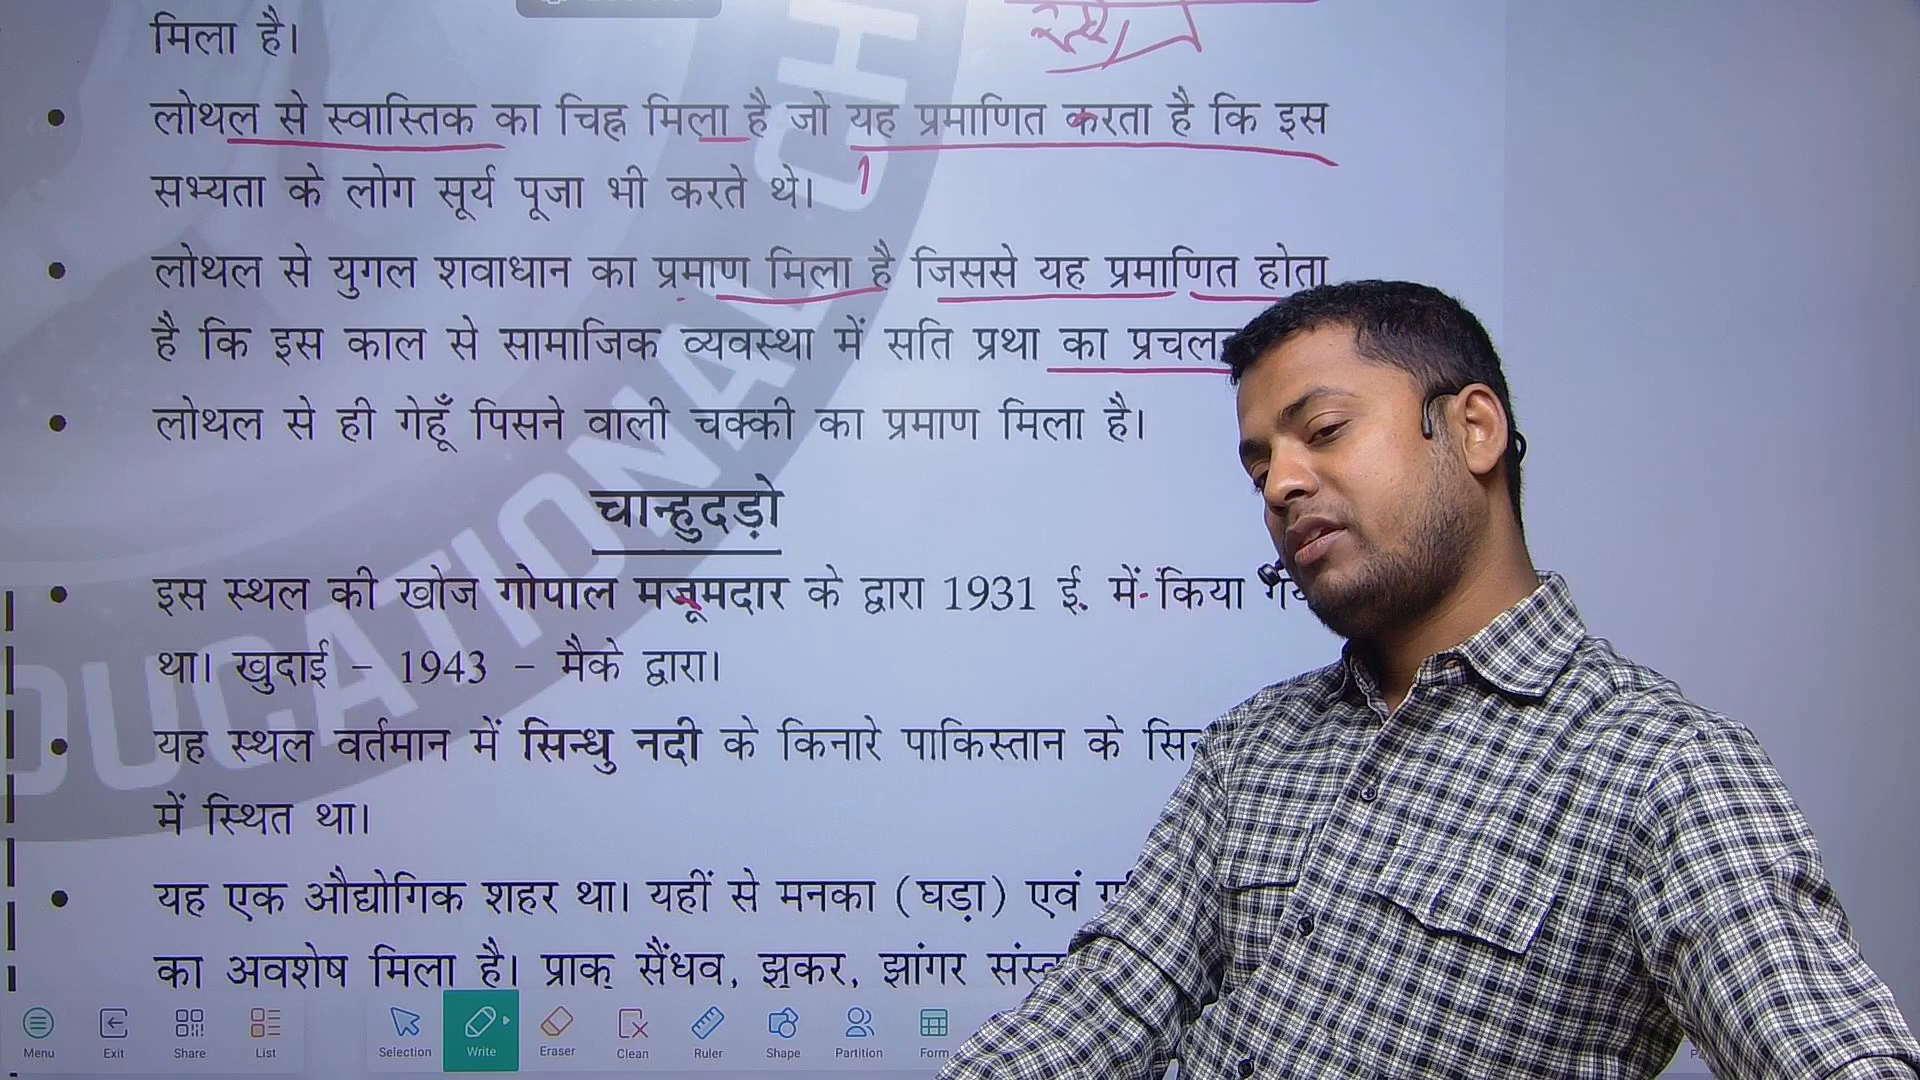 मिला है।
लोथल से स्वास्तिक का चिह्न मिला है जो यह प्रमाणित करता है कि इस
सभ्यता के लोग सूर्य पूजा भी करते थे।
लोथल से युगल शवाधान का प्रमाण मिला है जिससे यह प्रमाणित होता
है कि इस काल से सामाजिक व्यवस्था में सति प्रथा का
लोथल से ही गेहूँ पिसने वाली चक्की का प्रमाण मिला है।
चान्हुदड़ो
इस स्थल की खोज गोपाल मजूमदार के द्वारा 1931 ई. में किया
था। खुदाई – 1943 – मैके द्वारा।
यह स्थल वर्तमान में सिन्धु नदी के किनारे पाकिस्तान के
में स्थित था।
यह एक औद्योगिक शहर था। यहीं से मनका (घड़ा) एवं
का अवशेष मिला है। प्राक् सैंधव, झुकर, झांगर
EDUCATIONAL
Menu Exit Share List Selection Write Eraser Clean Ruler Shape Partition Form